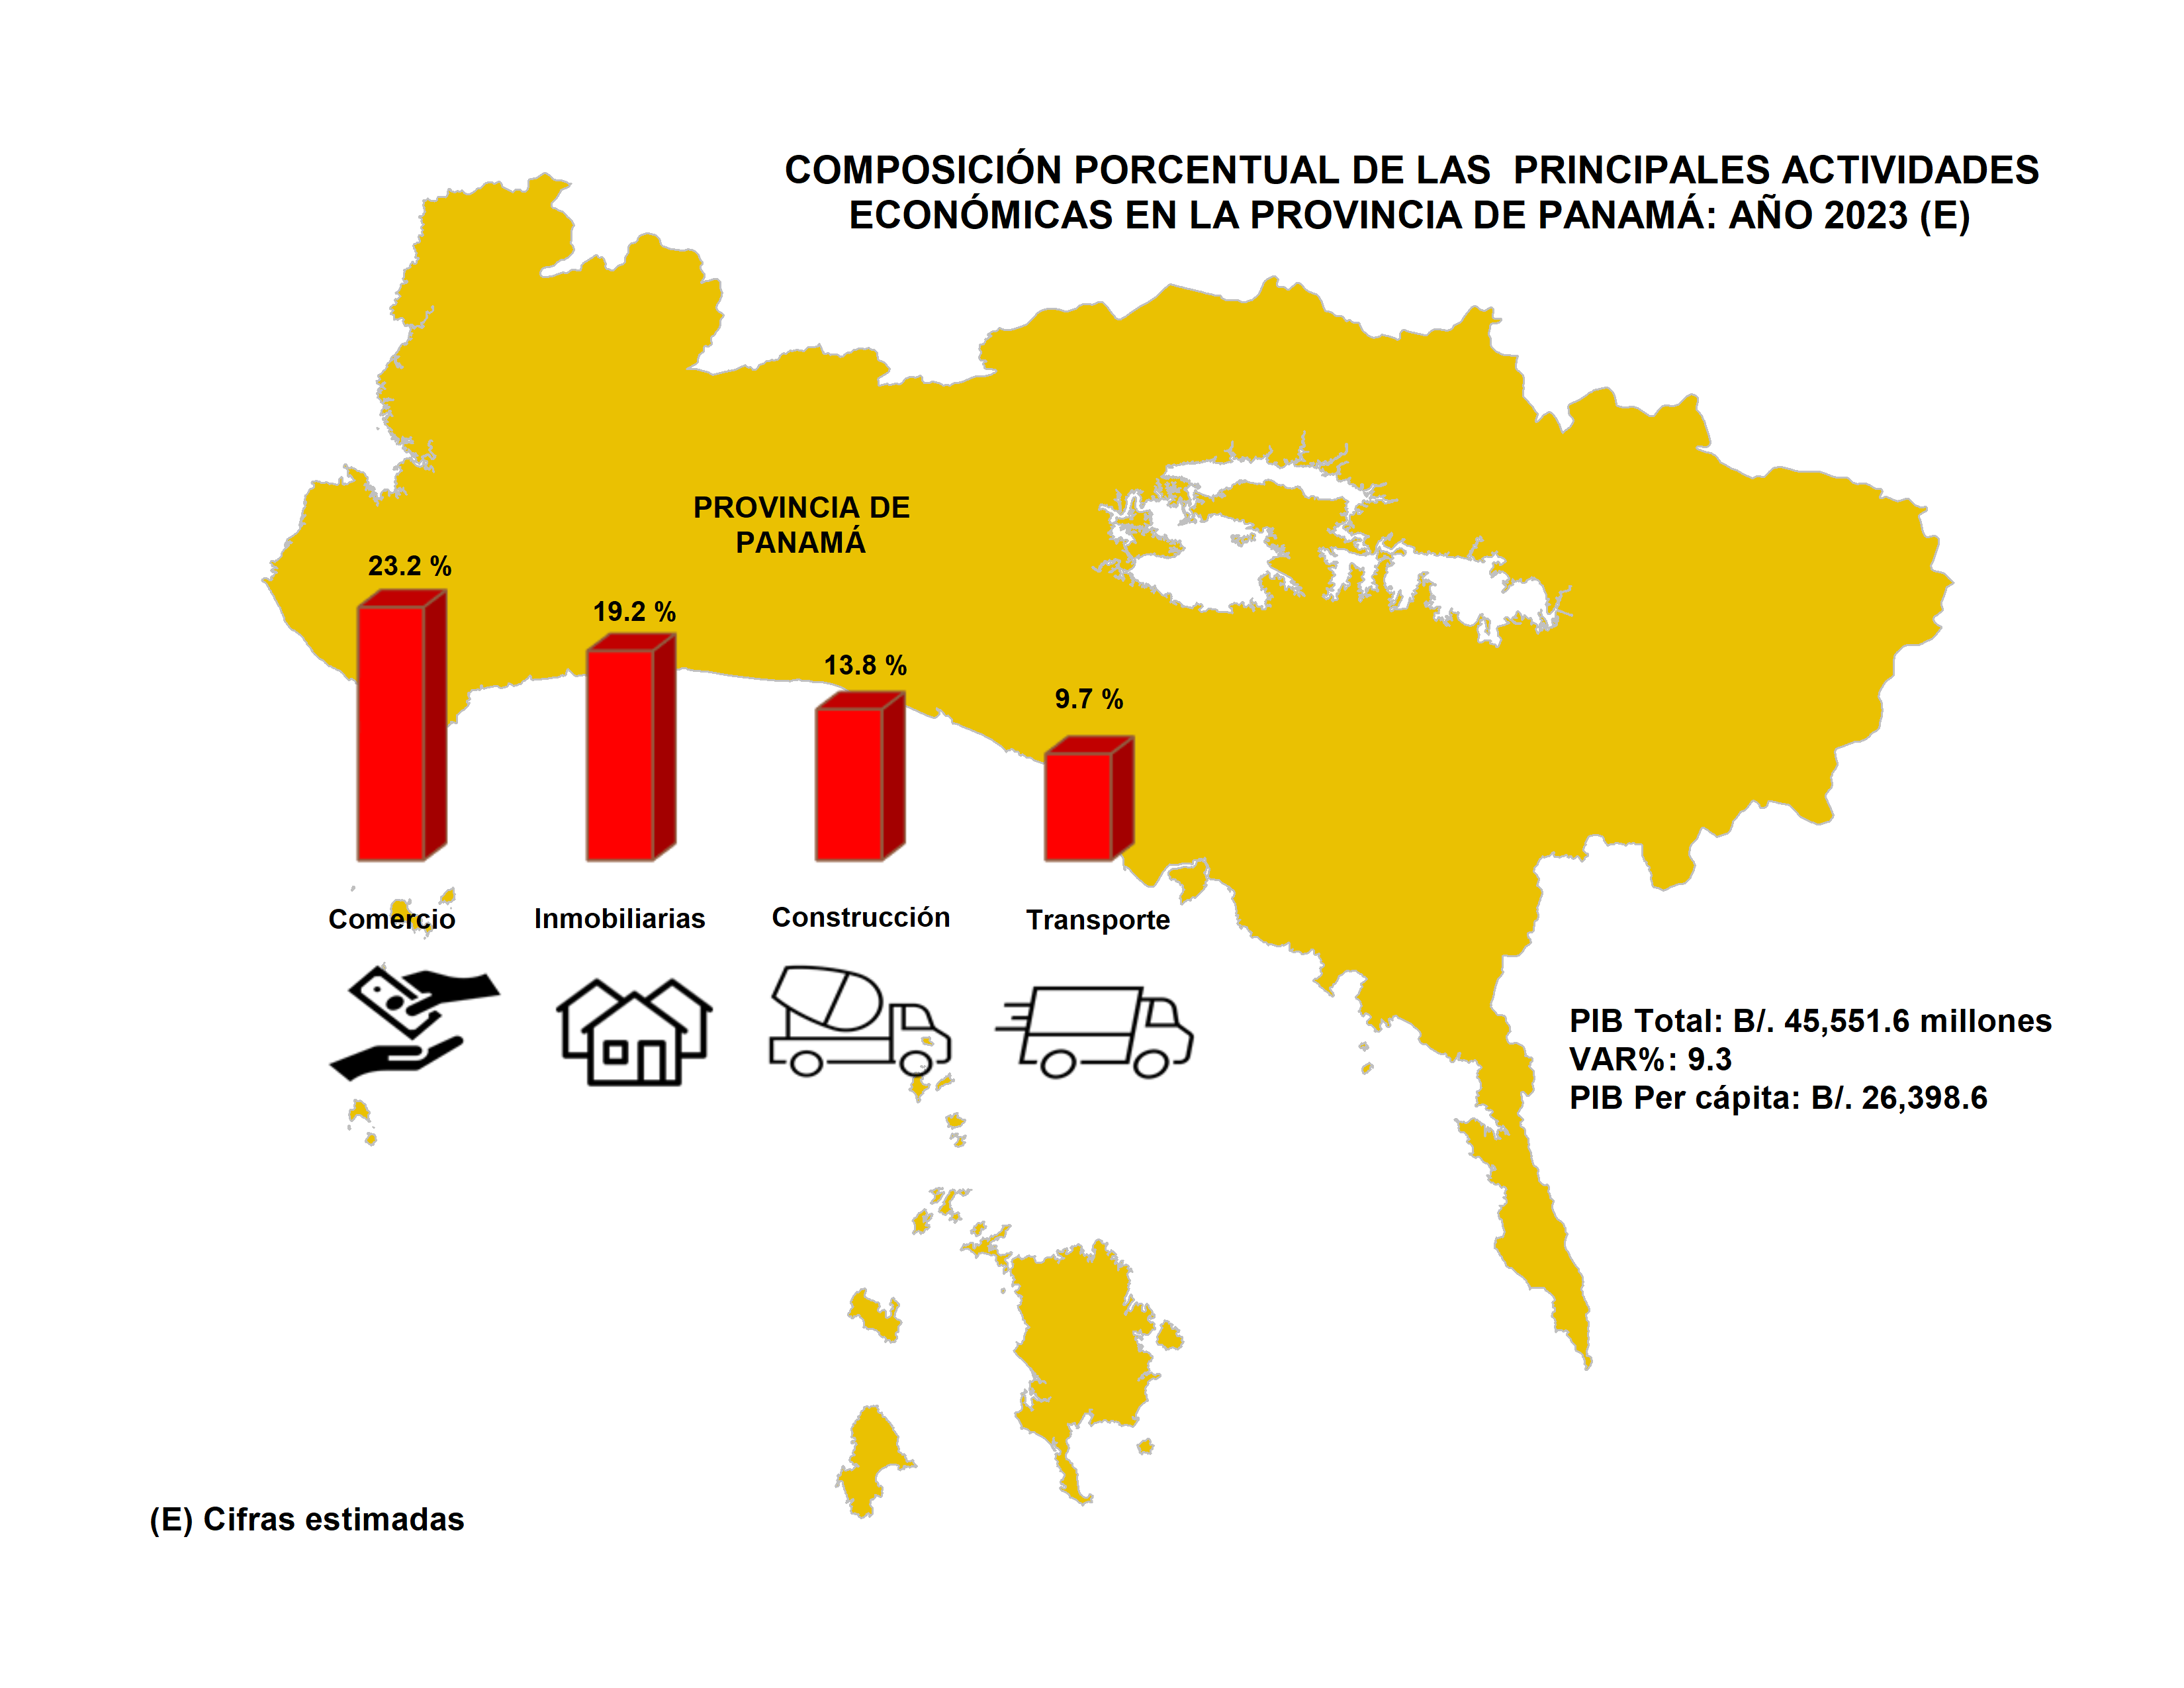 COMPOSICIÓN PORCENTUAL DE LAS  PRINCIPALES ACTIVIDADES
ECONÓMICAS EN LA PROVINCIA DE PANAMÁ: AÑO 2023 (E)
PROVINCIA DE
PANAMÁ
23.2 %
19.2 %
13.8 %
9.7 %
Comercio
Inmobiliarias
Construcción
Transporte
PIB Total: B/. 45,551.6 millones
VAR%: 9.3
PIB Per cápita: B/. 26,398.6
(E) Cifras estimadas